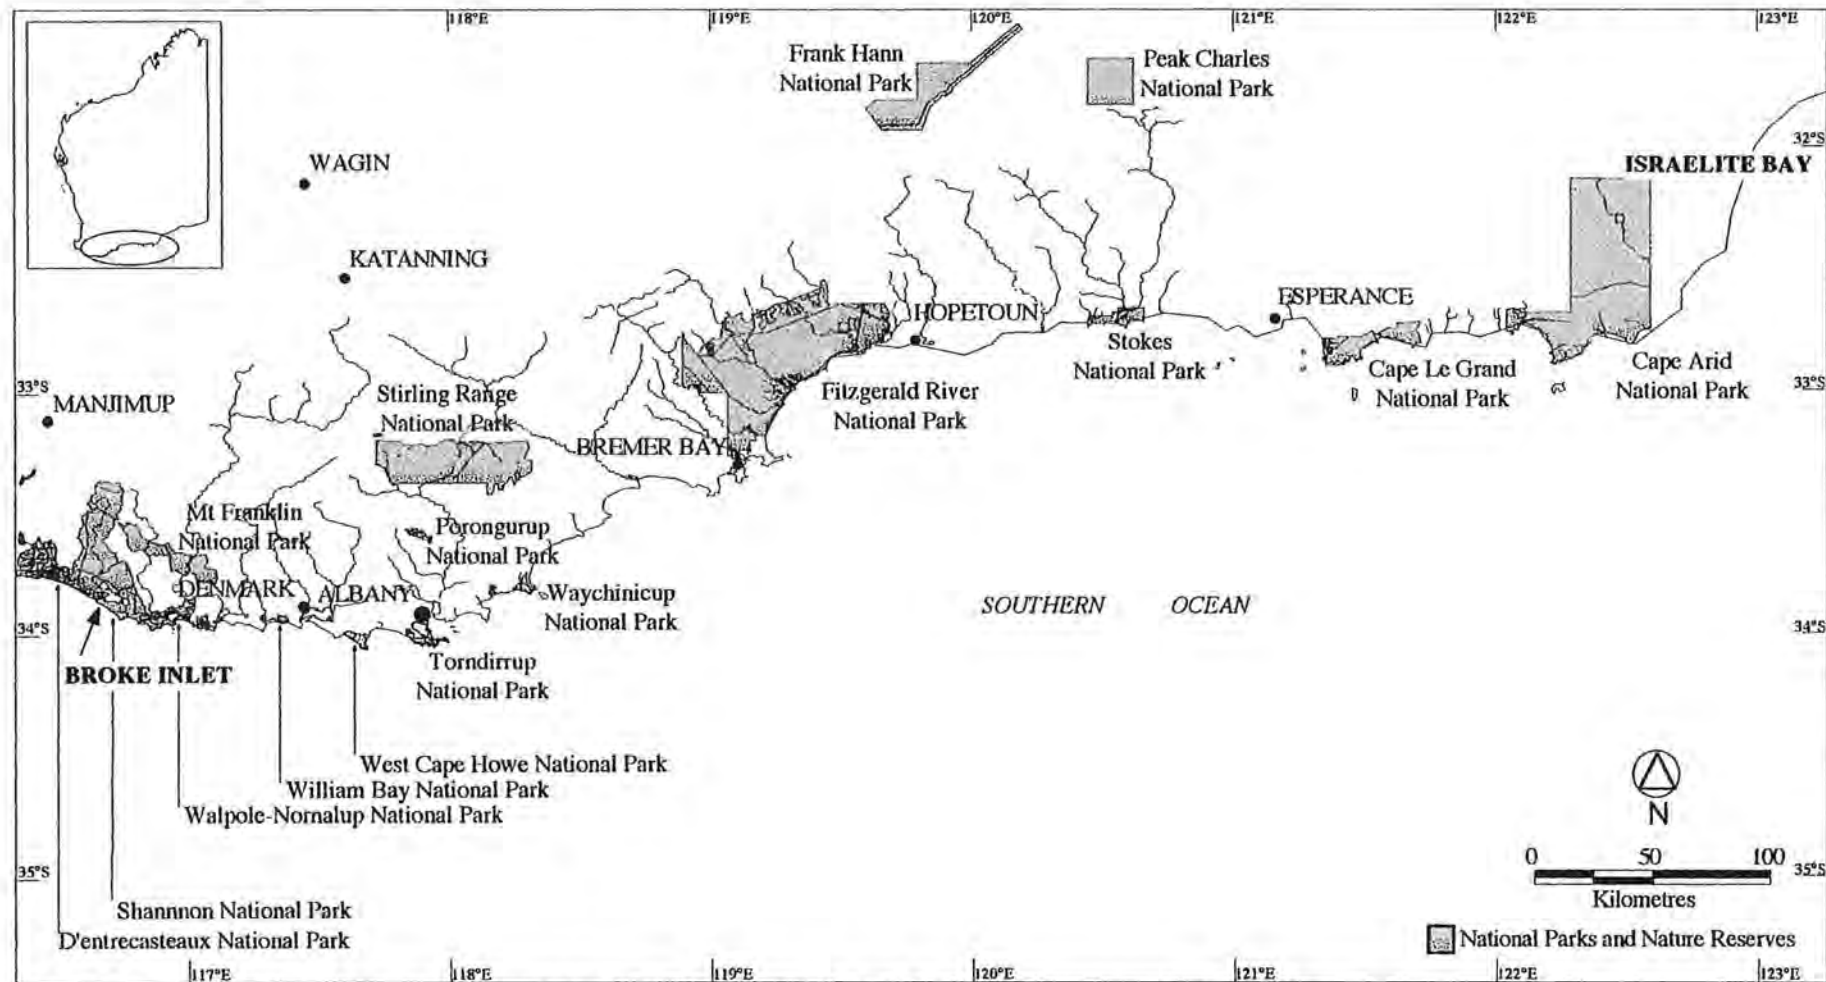 118°E
119°E
120°E
121°E
122°E
123°E
Frank Hann
National Park
Peak Charles
National Park
32°S
WAGIN
ISRAELITE BAY
KATANNING
HOPETOUN
ESPERANCE
Stokes
National Park
33°S
MANJIMUP
Stirling Range
National Park
Fitzgerald River
National Park
Cape Le Grand
National Park
Cape Arid
National Park
33°S
BREMER BAY
Mt Franklin
National Park
Porongurup
National Park
DENMARK
ALBANY
Waychinicup
National Park
SOUTHERN OCEAN
34°S
34°S
BROKE INLET
Torndirrup
National Park
West Cape Howe National Park
William Bay National Park
Walpole-Nornalup National Park
N
35°S
0 50 100
Kilometres
35°S
Shannnon National Park
D'entrecasteaux National Park
National Parks and Nature Reserves
117°E
118°E
119°E
120°E
121°E
122°E
123°E